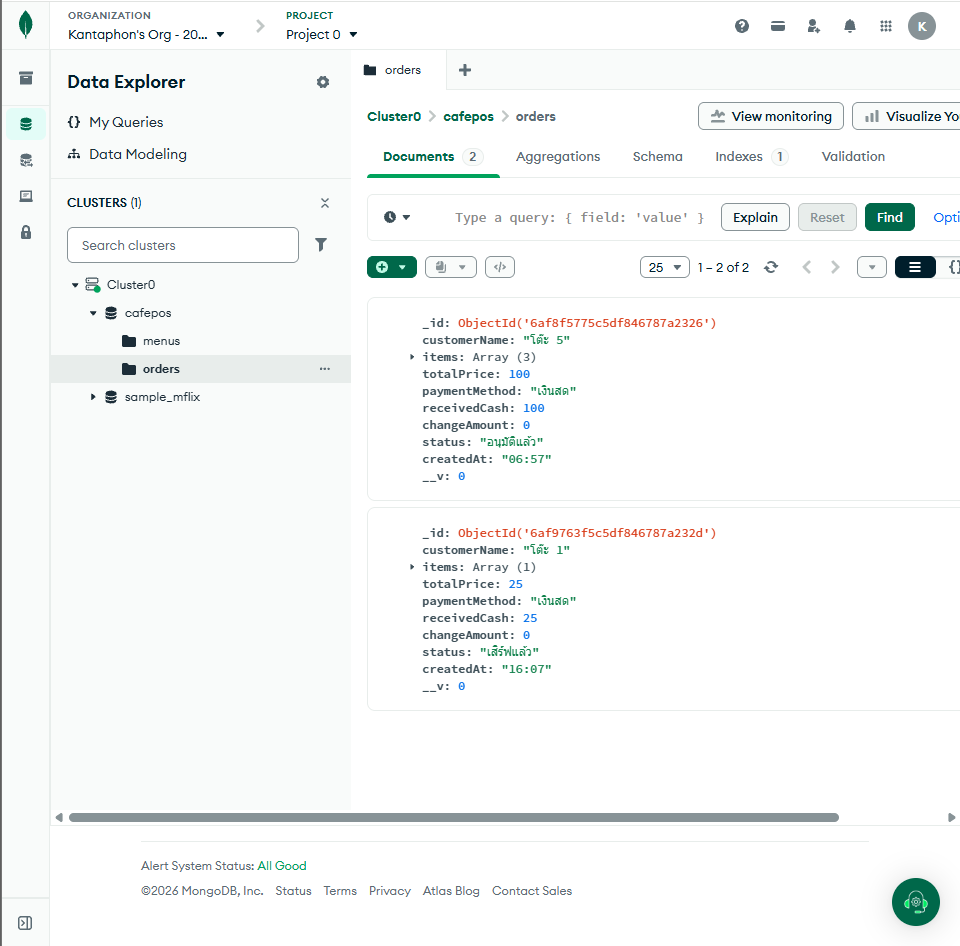 ORGANIZATION
Kantaphon's Org - 20...
PROJECT
Project 0
K
Data Explorer
My Queries
Data Modeling
CLUSTERS (1)
Search clusters
Cluster0
cafepos
menus
orders
sample_mflix
orders
Cluster0 > cafepos > orders
View monitoring
Visualize Yo
Documents 2
Aggregations
Schema
Indexes 1
Validation
Type a query: { field: 'value' }
Explain
Reset
Find
Opti
25
1 – 2 of 2
_id: ObjectId('6af8f5775c5df846787a2326')
customerName: "โต๊ะ 5"
items: Array (3)
totalPrice: 100
paymentMethod: "เงินสด"
receivedCash: 100
changeAmount: 0
status: "อนุมัติแล้ว"
createdAt: "06:57"
__v: 0
_id: ObjectId('6af9763f5c5df846787a232d')
customerName: "โต๊ะ 1"
items: Array (1)
totalPrice: 25
paymentMethod: "เงินสด"
receivedCash: 25
changeAmount: 0
status: "เสิร์ฟแล้ว"
createdAt: "16:07"
__v: 0
Alert System Status: All Good
©2026 MongoDB, Inc. Status Terms Privacy Atlas Blog Contact Sales